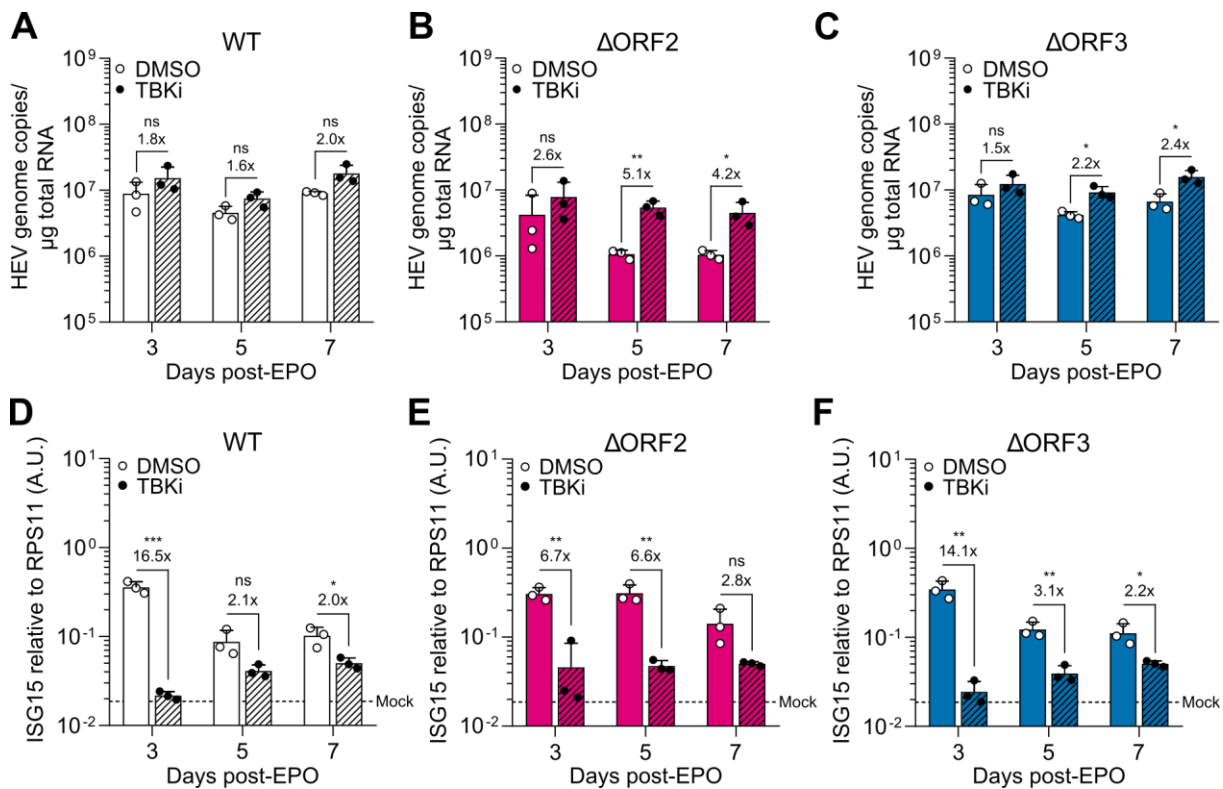 A
WT
HEV genome copies/
µg total RNA
10⁹
10⁸
10⁷
10⁶
10⁵
DMSO
TBKi
ns
1.8x
ns
1.6x
ns
2.0x
3
5
7
Days post-EPO
B
ΔORF2
HEV genome copies/
µg total RNA
10⁹
10⁸
10⁷
10⁶
10⁵
DMSO
TBKi
ns
2.6x
**
5.1x
*
4.2x
3
5
7
Days post-EPO
C
ΔORF3
HEV genome copies/
µg total RNA
10⁹
10⁸
10⁷
10⁶
10⁵
DMSO
TBKi
ns
1.5x
*
2.2x
*
2.4x
3
5
7
Days post-EPO
D
WT
ISG15 relative to RPS11 (A.U.)
10¹
10⁰
10⁻¹
10⁻²
DMSO
TBKi
***
16.5x
ns
2.1x
*
2.0x
Mock
3
5
7
Days post-EPO
E
ΔORF2
ISG15 relative to RPS11 (A.U.)
10¹
10⁰
10⁻¹
10⁻²
DMSO
TBKi
**
6.7x
**
6.6x
ns
2.8x
Mock
3
5
7
Days post-EPO
F
ΔORF3
ISG15 relative to RPS11 (A.U.)
10¹
10⁰
10⁻¹
10⁻²
DMSO
TBKi
**
14.1x
**
3.1x
*
2.2x
Mock
3
5
7
Days post-EPO